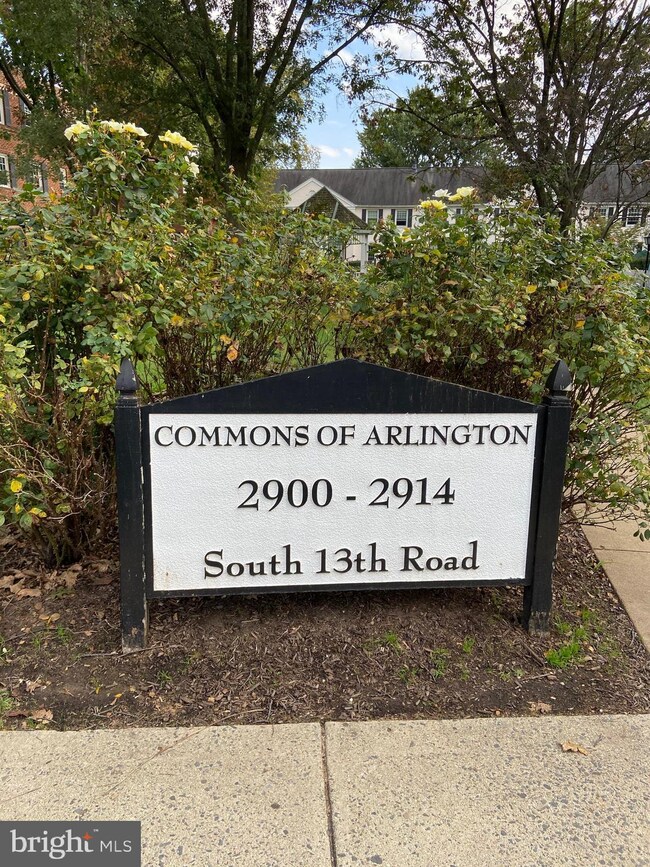 COMMONS OF ARLINGTON
2900 - 2914
South 13th Road
bright MLS